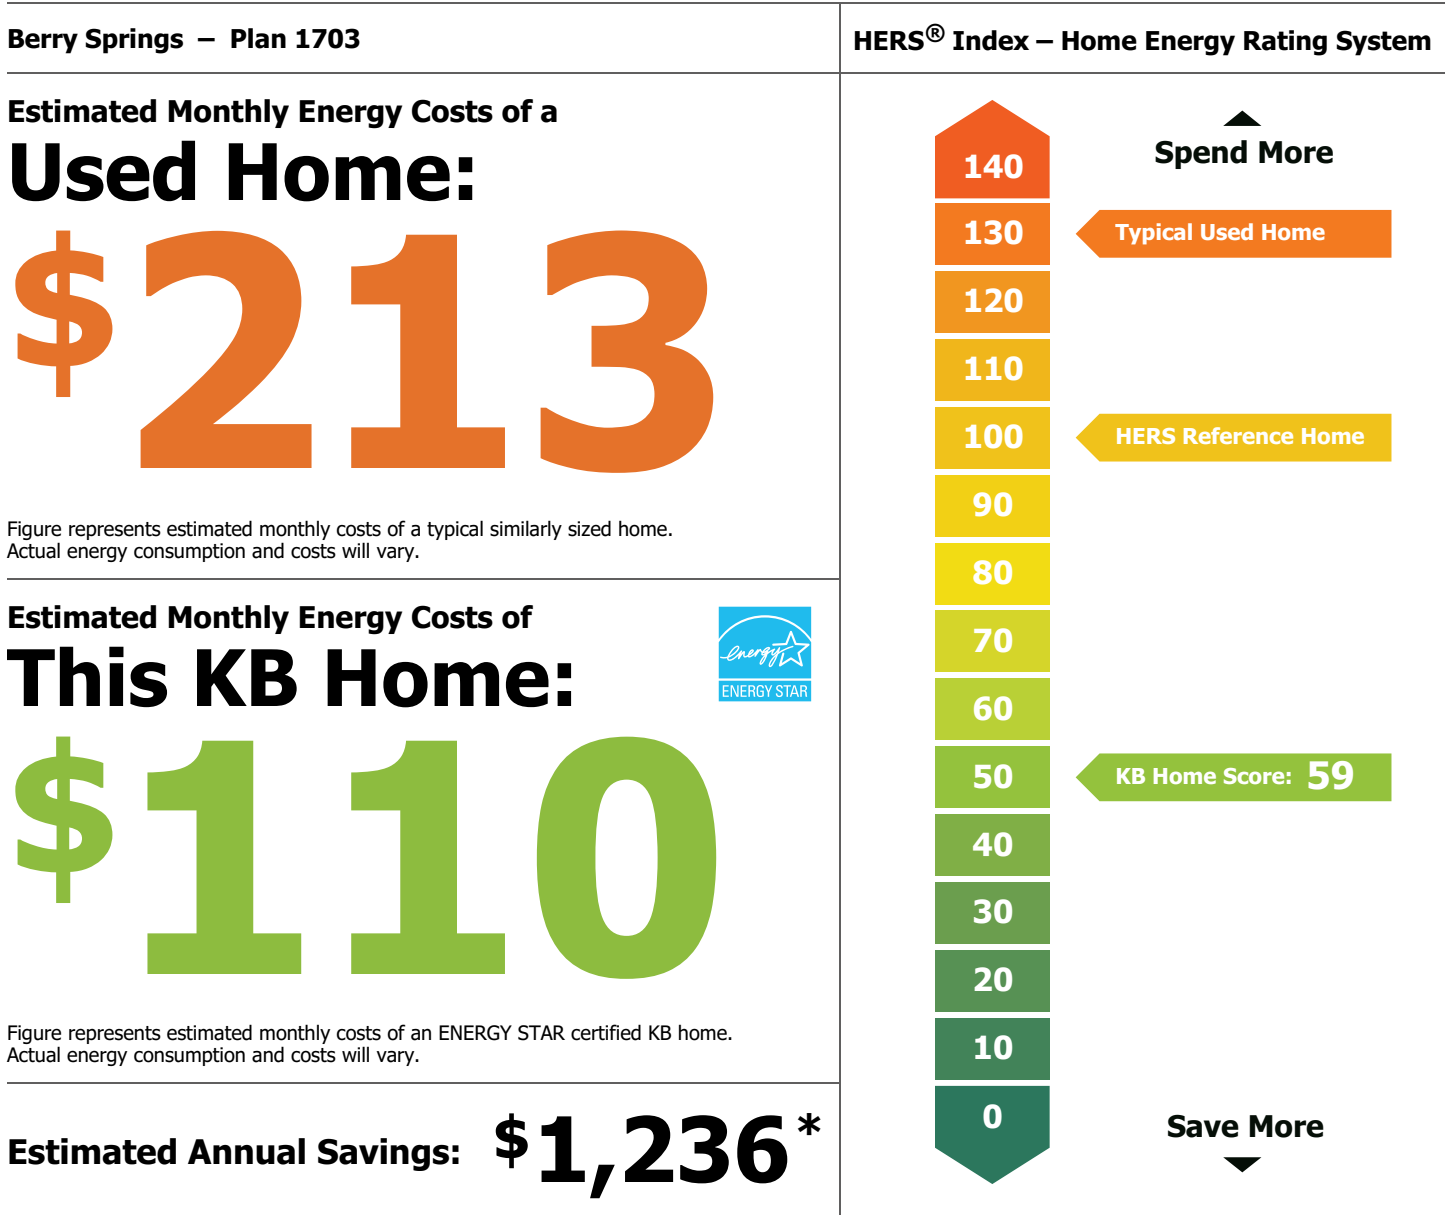 Berry Springs – Plan 1703
Estimated Monthly Energy Costs of a
Used Home:
$213
Figure represents estimated monthly costs of a typical similarly sized home.
Actual energy consumption and costs will vary.
Estimated Monthly Energy Costs of
This KB Home:
energy
ENERGY STAR
$110
Figure represents estimated monthly costs of an ENERGY STAR certified KB home.
Actual energy consumption and costs will vary.
Estimated Annual Savings: $1,236*
HERS® Index – Home Energy Rating System
Spend More
140
130 Typical Used Home
120
110
100 HERS Reference Home
90
80
70
60
50 KB Home Score: 59
40
30
20
10
0
Save More